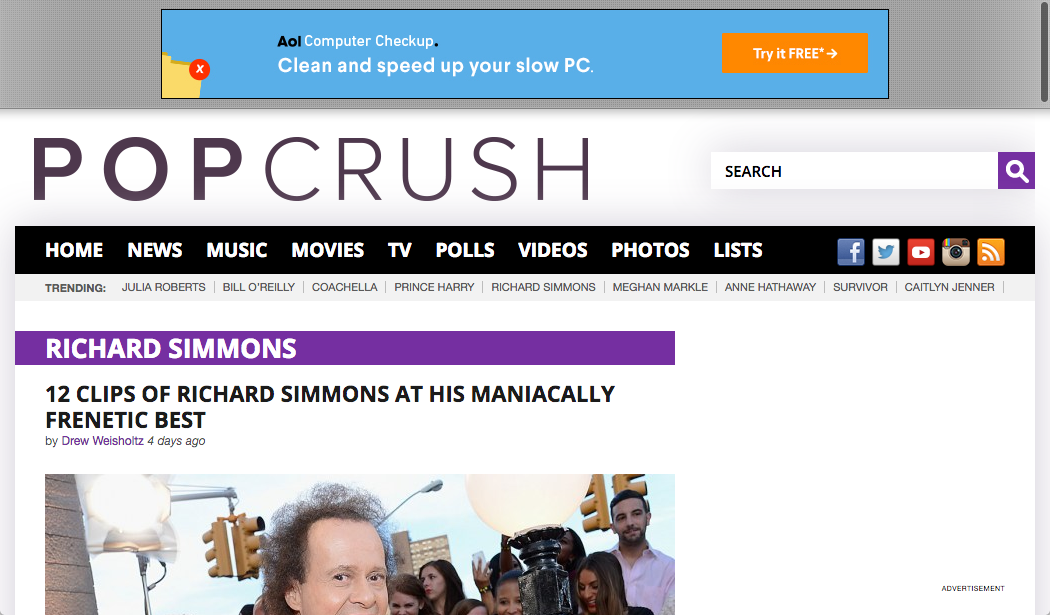 Aol Computer Checkup.
Clean and speed up your slow PC.
Try it FREE*→
x
POPCRUSH
SEARCH
HOME NEWS MUSIC MOVIES TV POLLS VIDEOS PHOTOS LISTS
TRENDING: JULIA ROBERTS BILL O'REILLY COACHELLA PRINCE HARRY RICHARD SIMMONS MEGHAN MARKLE ANNE HATHAWAY SURVIVOR CAITLYN JENNER
RICHARD SIMMONS
12 CLIPS OF RICHARD SIMMONS AT HIS MANIACALLY
FRENETIC BEST
by Drew Weisholtz 4 days ago
ADVERTISEMENT